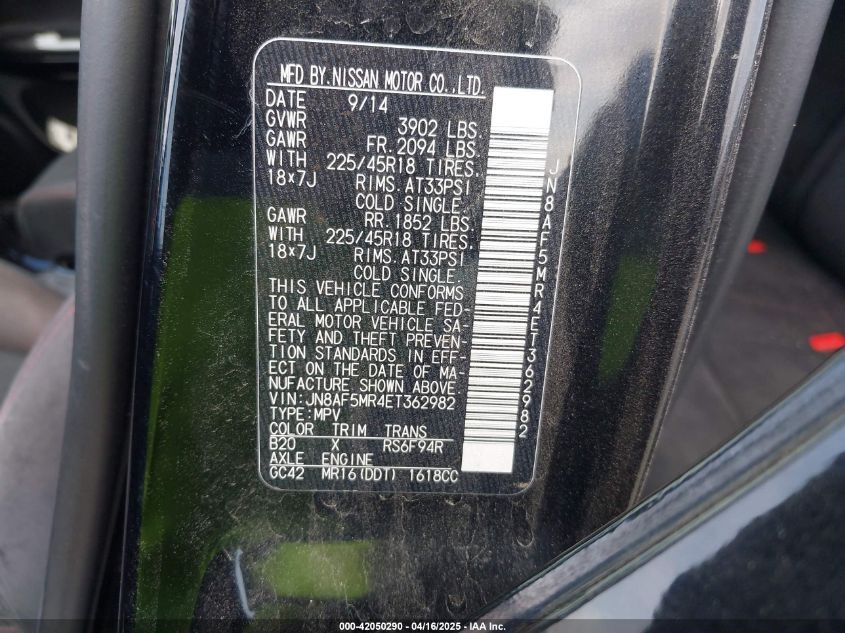 MFD BY NISSAN MOTOR CO.,LTD.
DATE 9/14
GVWR 3902 LBS.
GAWR FR. 2094 LBS.
WITH 225/45R18 TIRES,
18×7J RIMS. AT33PSI
COLD SINGLE.
GAWR RR. 1852 LBS.
WITH 225/45R18 TIRES,
18×7J RIMS. AT33PSI
COLD SINGLE.
THIS VEHICLE CONFORMS
TO ALL APPLICABLE FED-
ERAL MOTOR VEHICLE SA-
FETY AND THEFT PREVEN-
TION STANDARDS IN EFF-
ECT ON THE DATE OF MA-
NUFACTURE SHOWN ABOVE.
VIN: JN8AF5MR4ET362982
TYPE: MPV
COLOR TRIM TRANS
B20 X RS6F94R
AXLE ENGINE
GC42 MR16(DDT) 1618CC
JN8AF5MR4ET362982
000-42050290 - 04/16/2025 - IAA Inc.